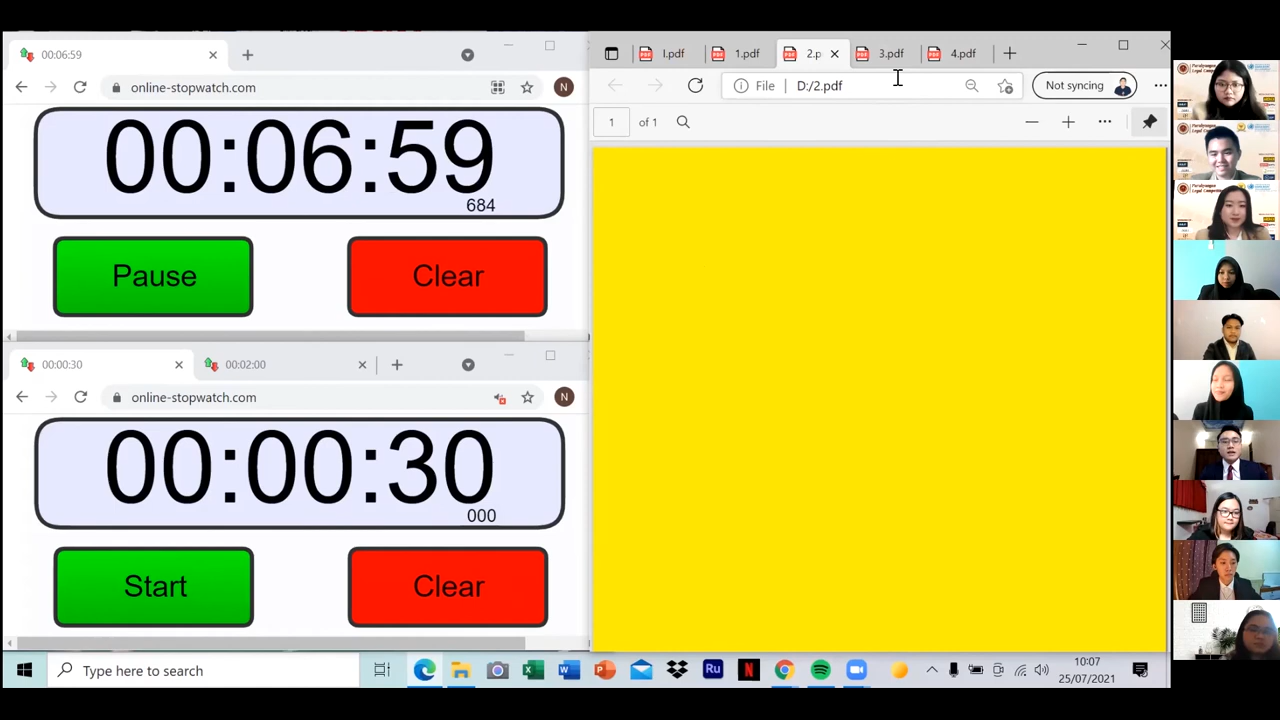 00:06:59
online-stopwatch.com
N
00:06:59
684
Pause
Clear
00:00:30
00:02:00
online-stopwatch.com
N
00:00:30
000
Start
Clear
I.pdf
1.pdf
2.p
3.pdf
4.pdf
File
D:/2.pdf
Not syncing
1
of 1
Type here to search
Ru
N
10:07
25/07/2021